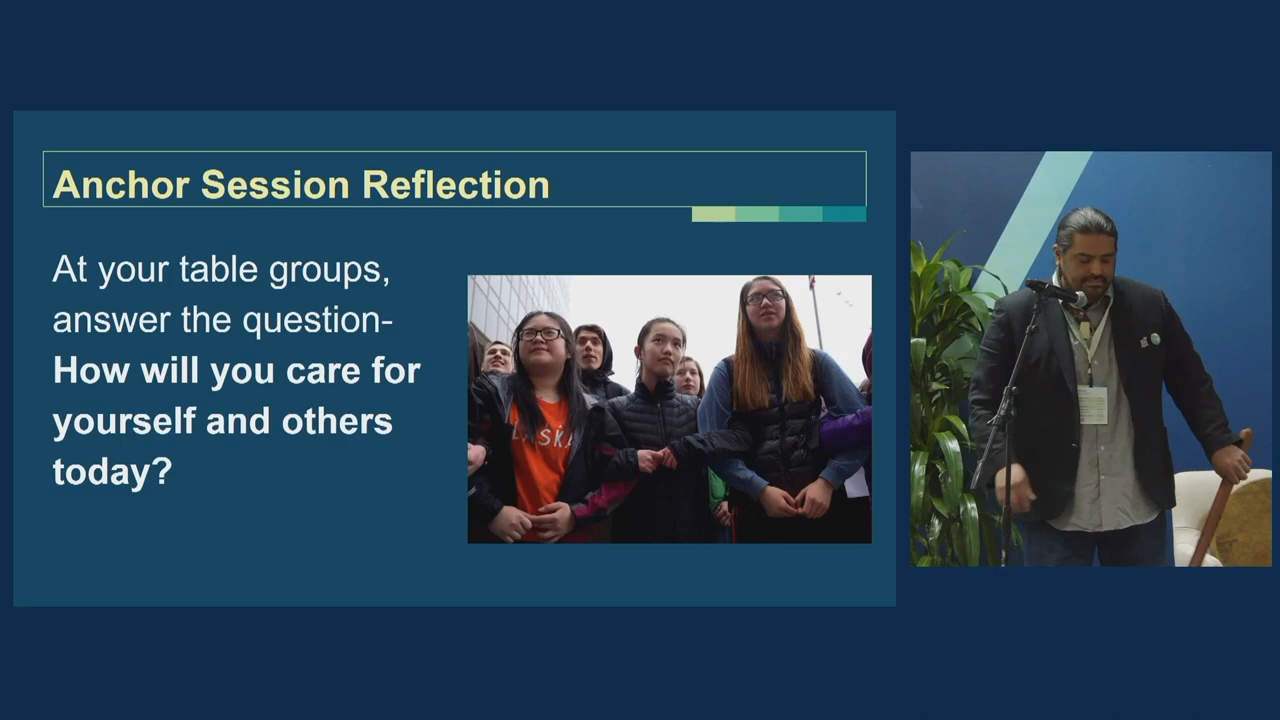 Anchor Session Reflection
At your table groups,
answer the question-
How will you care for
yourself and others
today?
LASKA